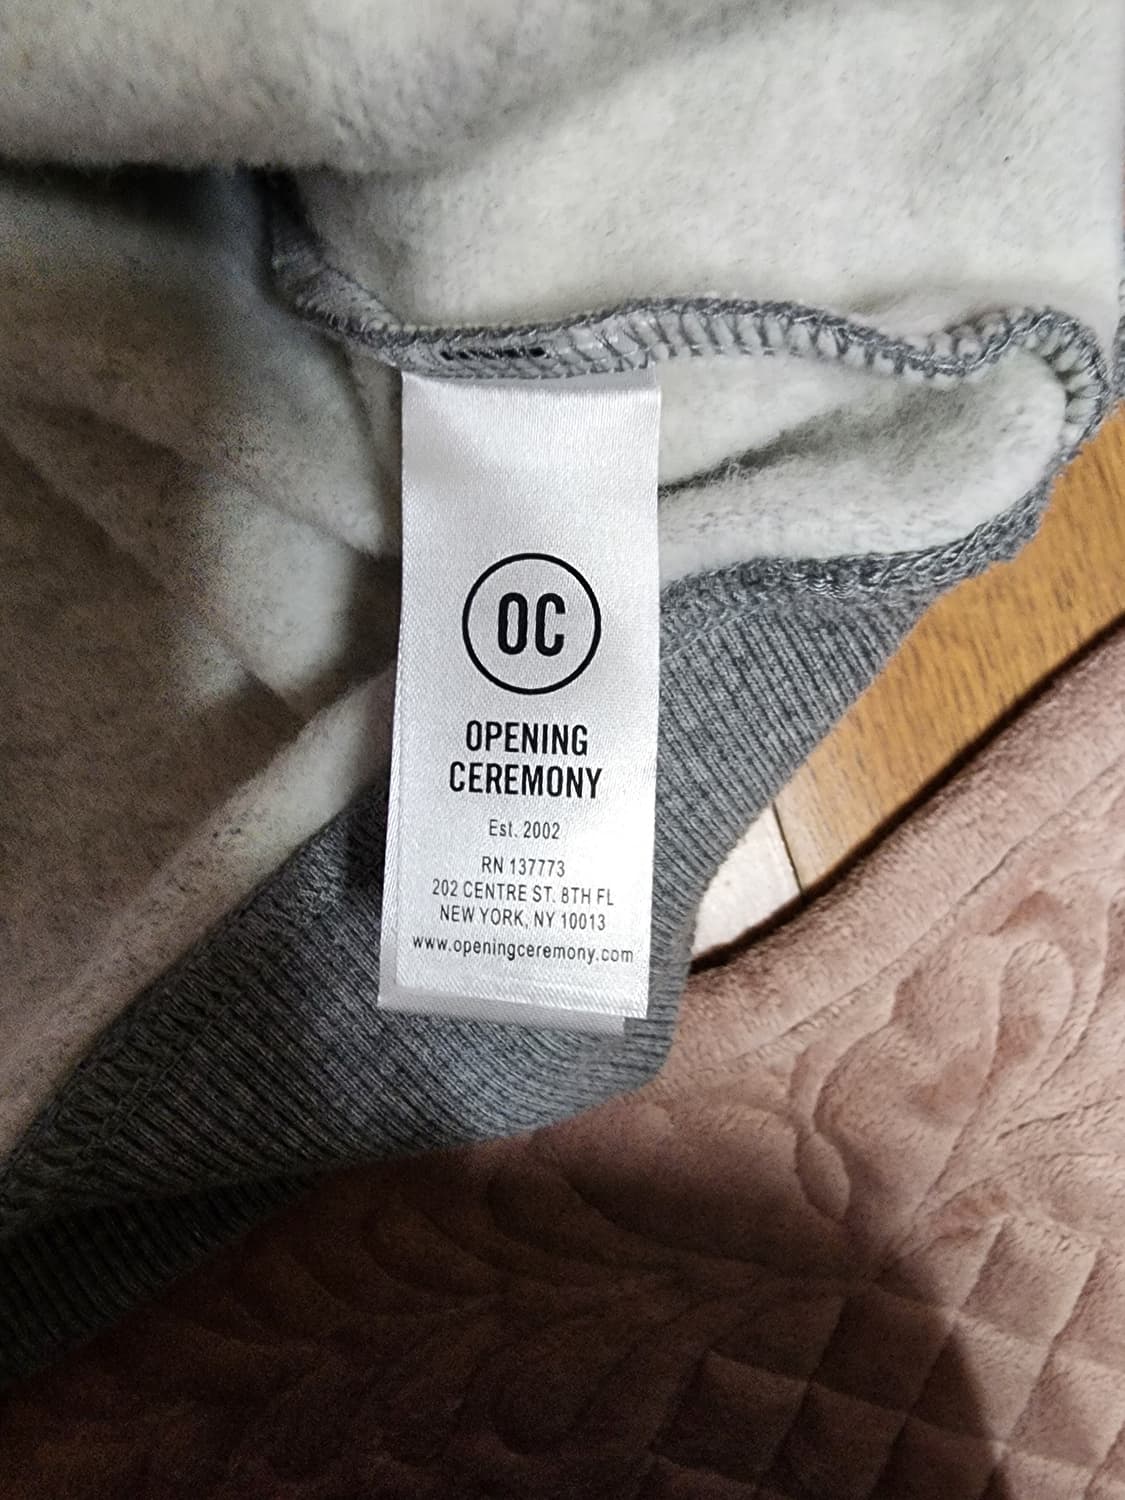 OC
OPENING
CEREMONY
Est. 2002
RN 137773
202 CENTRE ST. 8TH FL
NEW YORK, NY 10013
www.openingceremony.com